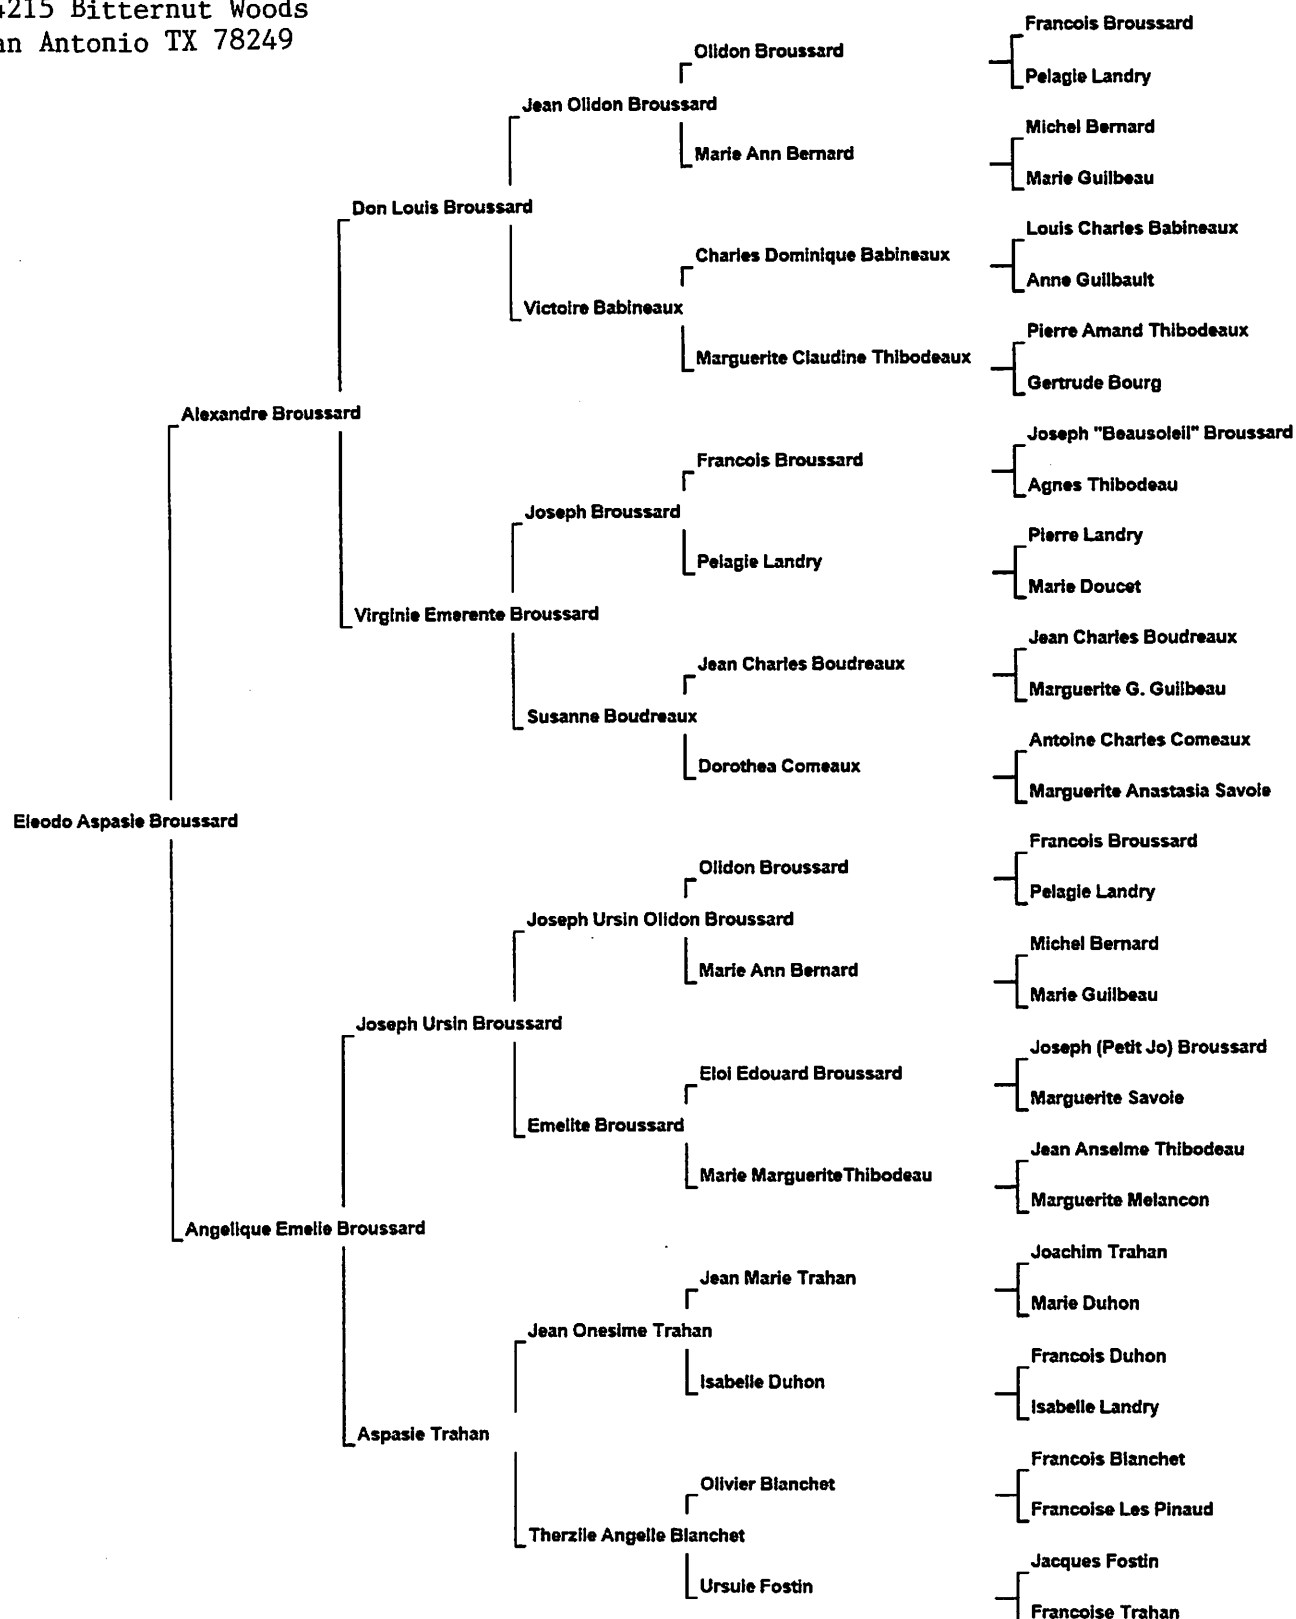 4215 Bitternut Woods
an Antonio TX 78249
Francois Broussard
Olidon Broussard
Pelagie Landry
Jean Olidon Broussard
Michel Bernard
Marie Ann Bernard
Marie Guilbeau
Don Louis Broussard
Louis Charles Babineaux
Charles Dominique Babineaux
Anne Guilbault
Victoire Babineaux
Pierre Amand Thibodeaux
Marguerite Claudine Thibodeaux
Gertrude Bourg
Alexandre Broussard
Joseph "Beausoleil" Broussard
Francois Broussard
Agnes Thibodeau
Joseph Broussard
Pierre Landry
Pelagie Landry
Marie Doucet
Virginie Emerente Broussard
Jean Charles Boudreaux
Jean Charles Boudreaux
Marguerite G. Guilbeau
Susanne Boudreaux
Antoine Charles Comeaux
Dorothea Comeaux
Marguerite Anastasia Savoie
Eleodo Aspasie Broussard
Francois Broussard
Olidon Broussard
Pelagie Landry
Joseph Ursin Olidon Broussard
Michel Bernard
Marie Ann Bernard
Marie Guilbeau
Joseph Ursin Broussard
Joseph (Petit Jo) Broussard
Eloi Edouard Broussard
Marguerite Savoie
Emelite Broussard
Jean Anselme Thibodeau
Marie MargueriteThibodeau
Marguerite Melancon
Angelique Emelie Broussard
Joachim Trahan
Jean Marie Trahan
Marie Duhon
Jean Onesime Trahan
Francois Duhon
Isabelle Duhon
Isabelle Landry
Aspasie Trahan
Francois Blanchet
Olivier Blanchet
Francoise Les Pinaud
Therzile Angelle Blanchet
Jacques Fostin
Ursule Fostin
Francoise Trahan